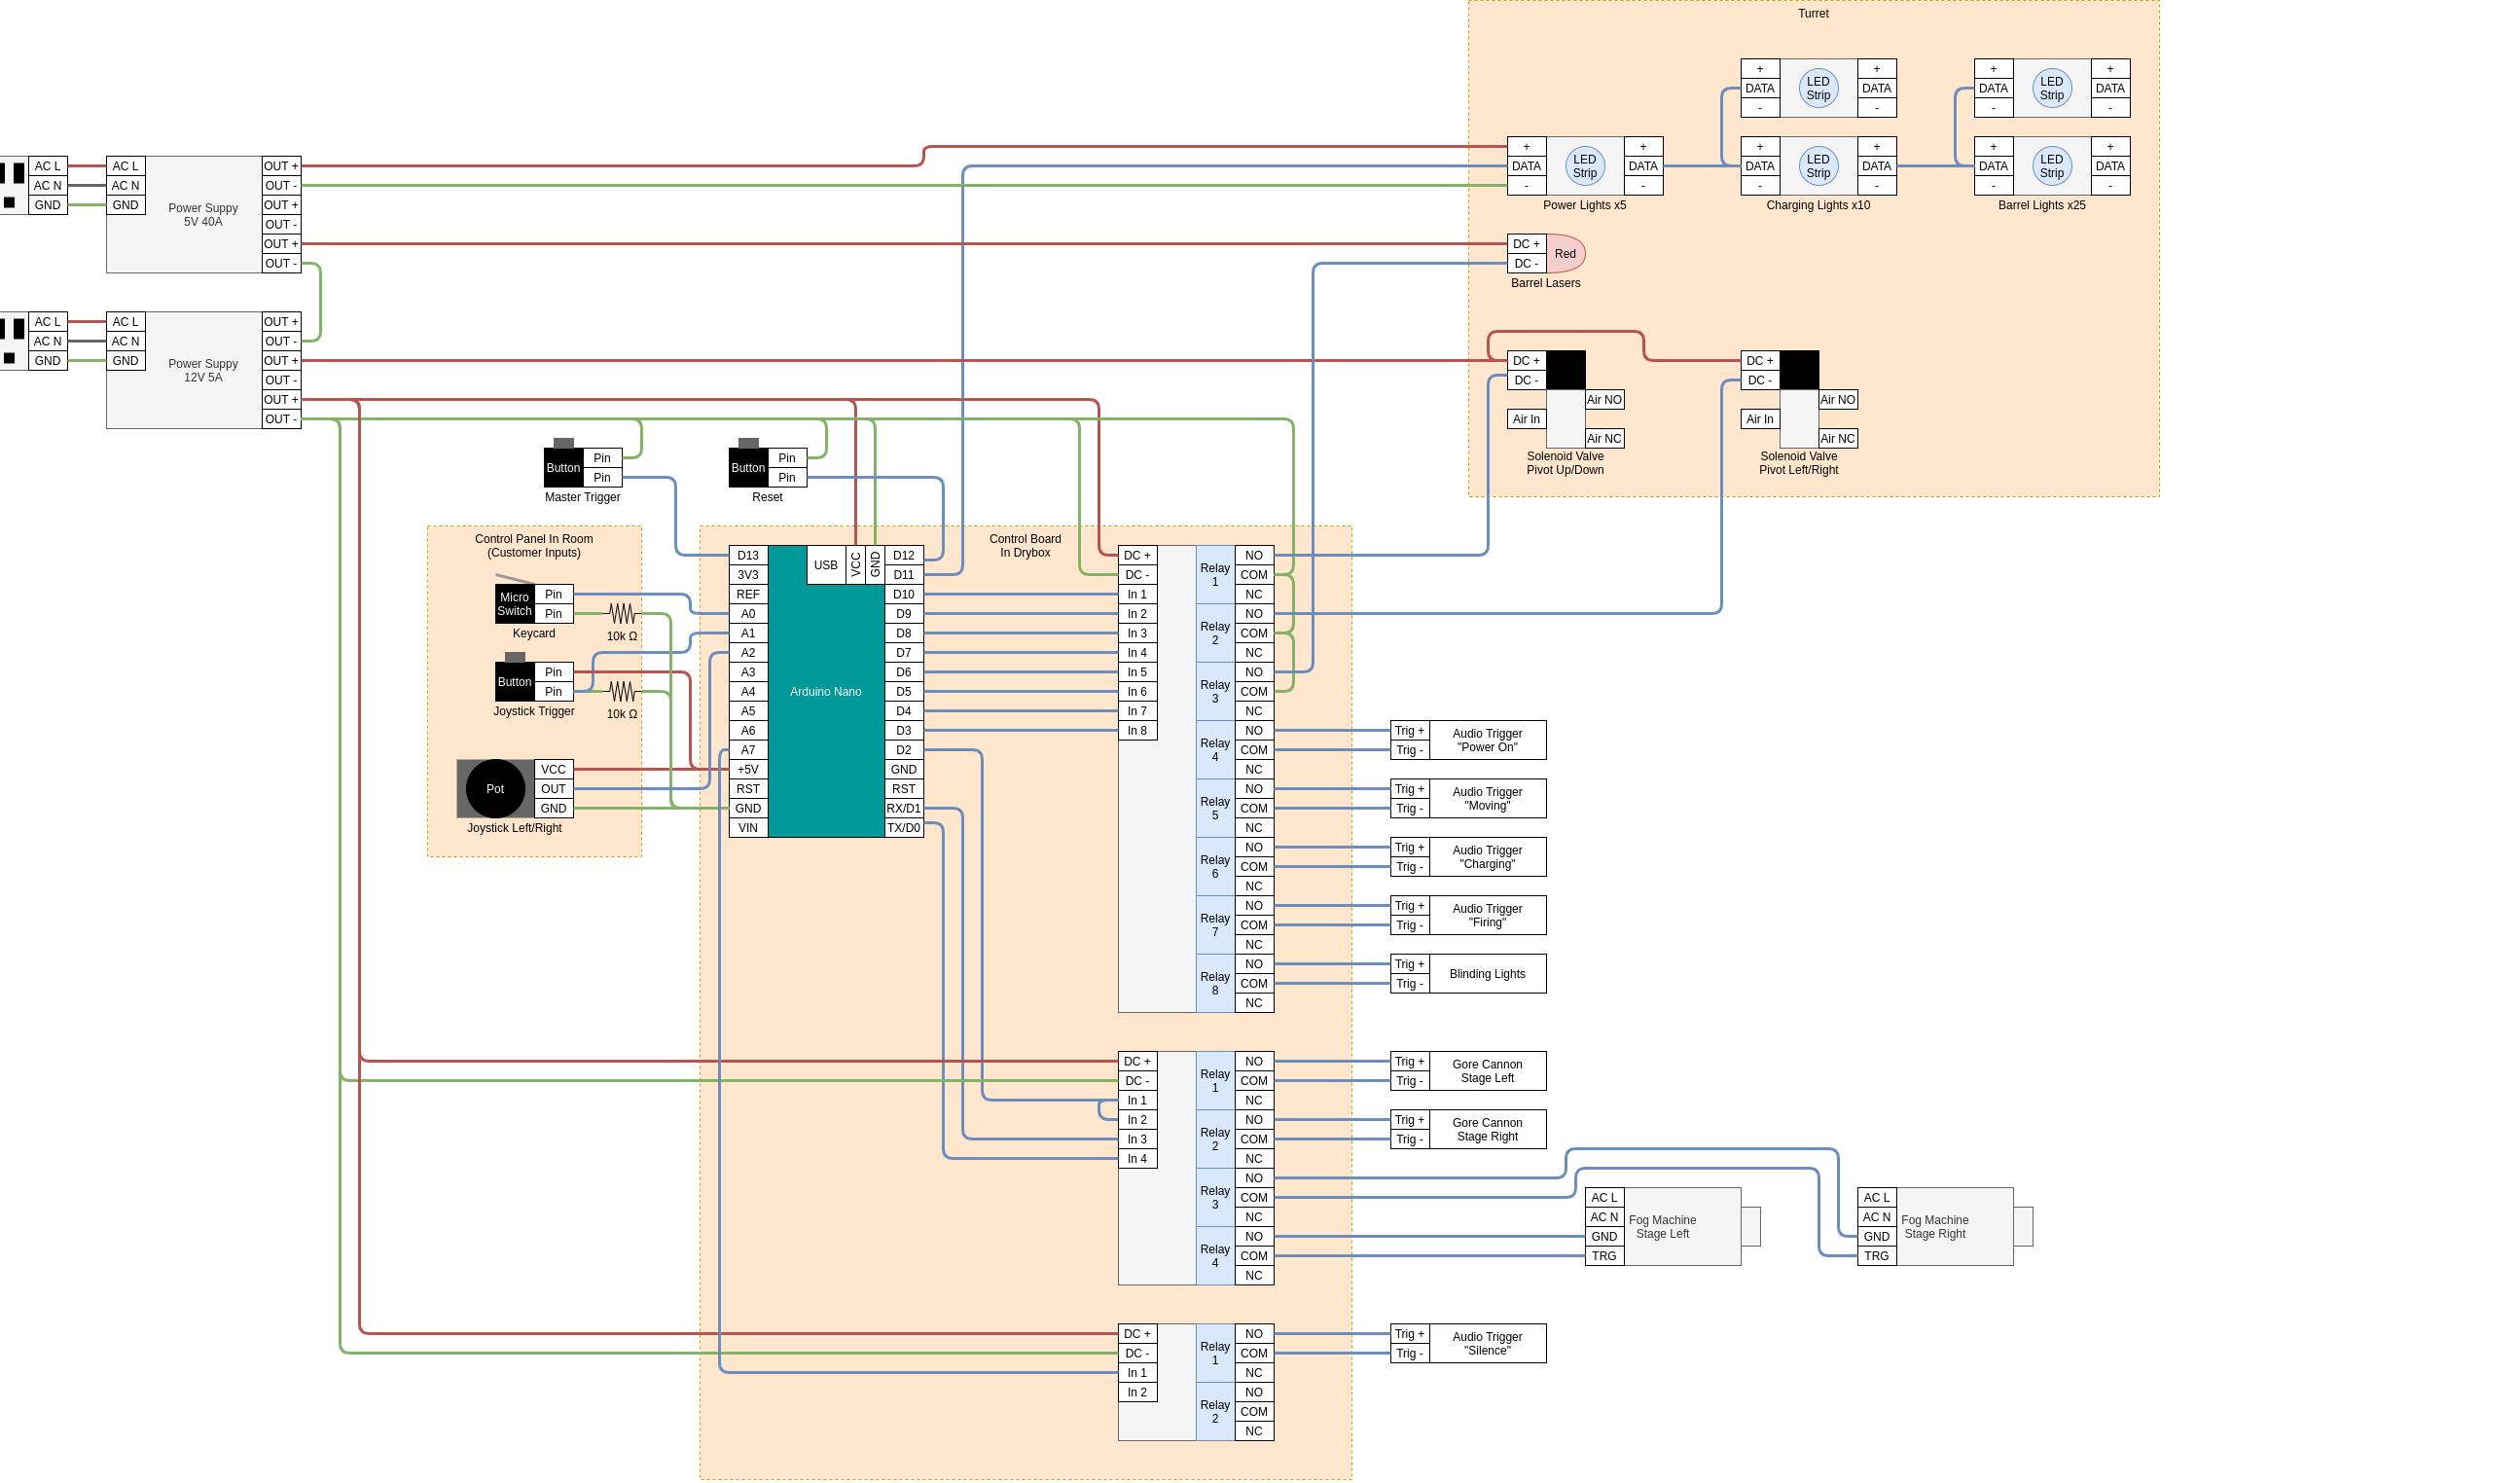 Turret
+
DATA
-
LED
Strip
+
DATA
-
+
DATA
-
LED
Strip
+
DATA
-
+
DATA
-
LED
Strip
+
DATA
-
Power Lights x5
+
DATA
-
LED
Strip
+
DATA
-
Charging Lights x10
+
DATA
-
LED
Strip
+
DATA
-
Barrel Lights x25
DC +
DC -
Red
Barrel Lasers
DC +
DC -
Air In
Air NO
Air NC
Solenoid Valve
Pivot Up/Down
DC +
DC -
Air In
Air NO
Air NC
Solenoid Valve
Pivot Left/Right
AC L
AC N
GND
AC L
AC N
GND
Power Suppy
5V 40A
OUT +
OUT -
OUT +
OUT -
OUT +
OUT -
AC L
AC N
GND
AC L
AC N
GND
Power Suppy
12V 5A
OUT +
OUT -
OUT +
OUT -
OUT +
OUT -
Button
Pin
Pin
Master Trigger
Button
Pin
Pin
Reset
Control Panel In Room
(Customer Inputs)
Micro
Switch
Pin
Pin
Keycard
10k Ω
Button
Pin
Pin
Joystick Trigger
10k Ω
Pot
VCC
OUT
GND
Joystick Left/Right
Control Board
In Drybox
D13
3V3
REF
A0
A1
A2
A3
A4
A5
A6
A7
+5V
RST
GND
VIN
USB
VCC
GND
Arduino Nano
D12
D11
D10
D9
D8
D7
D6
D5
D4
D3
D2
GND
RST
RX/D1
TX/D0
DC +
DC -
In 1
In 2
In 3
In 4
In 5
In 6
In 7
In 8
Relay
1
NO
COM
NC
Relay
2
NO
COM
NC
Relay
3
NO
COM
NC
Relay
4
NO
COM
NC
Relay
5
NO
COM
NC
Relay
6
NO
COM
NC
Relay
7
NO
COM
NC
Relay
8
NO
COM
NC
Trig +
Trig -
Audio Trigger
"Power On"
Trig +
Trig -
Audio Trigger
"Moving"
Trig +
Trig -
Audio Trigger
"Charging"
Trig +
Trig -
Audio Trigger
"Firing"
Trig +
Trig -
Blinding Lights
DC +
DC -
In 1
In 2
In 3
In 4
Relay
1
NO
COM
NC
Relay
2
NO
COM
NC
Relay
3
NO
COM
NC
Relay
4
NO
COM
NC
Trig +
Trig -
Gore Cannon
Stage Left
Trig +
Trig -
Gore Cannon
Stage Right
AC L
AC N
GND
TRG
Fog Machine
Stage Left
AC L
AC N
GND
TRG
Fog Machine
Stage Right
DC +
DC -
In 1
In 2
Relay
1
NO
COM
NC
Relay
2
NO
COM
NC
Trig +
Trig -
Audio Trigger
"Silence"